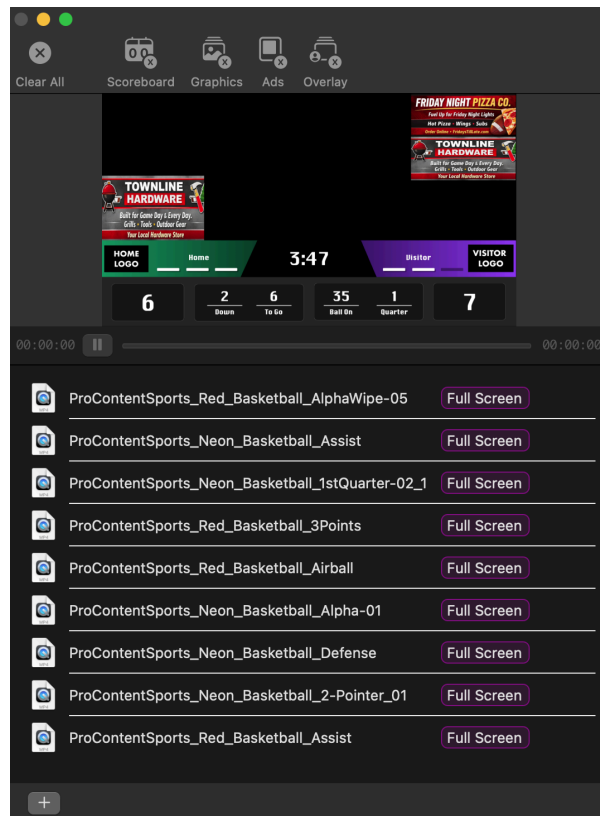 Clear All
Scoreboard
Graphics
Ads
Overlay
FRIDAY NIGHT PIZZA CO.
Fuel Up for Friday Night Lights
Hot Pizza • Wings • Subs
Order Online • FridaysTilLate.com
TOWNLINE
HARDWARE
Built for Game Day & Every Day.
Grills • Tools • Outdoor Gear
Your Local Hardware Store
TOWNLINE
HARDWARE
Built for Game Day & Every Day.
Grills • Tools • Outdoor Gear
Your Local Hardware Store
HOME
LOGO
Home
3:47
Visitor
VISITOR
LOGO
6
2
Down
6
To Go
35
Ball On
1
Quarter
7
00:00:00
00:00:00
ProContentSports_Red_Basketball_AlphaWipe-05 Full Screen
ProContentSports_Neon_Basketball_Assist Full Screen
ProContentSports_Neon_Basketball_1stQuarter-02_1 Full Screen
ProContentSports_Red_Basketball_3Points Full Screen
ProContentSports_Red_Basketball_Airball Full Screen
ProContentSports_Neon_Basketball_Alpha-01 Full Screen
ProContentSports_Neon_Basketball_Defense Full Screen
ProContentSports_Neon_Basketball_2-Pointer_01 Full Screen
ProContentSports_Red_Basketball_Assist Full Screen